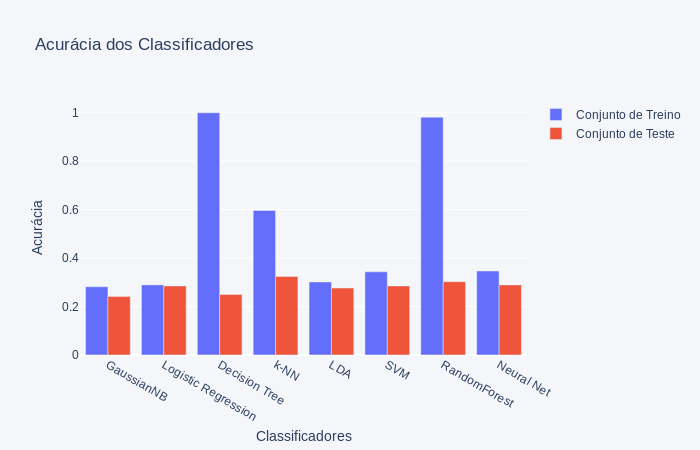 Acurácia dos Classificadores
Conjunto de Treino
Conjunto de Teste
Acurácia
1
0.8
0.6
0.4
0.2
0
GaussianNB
Logistic Regression
Decision Tree
k-NN
LDA
SVM
RandomForest
Neural Net
Classificadores